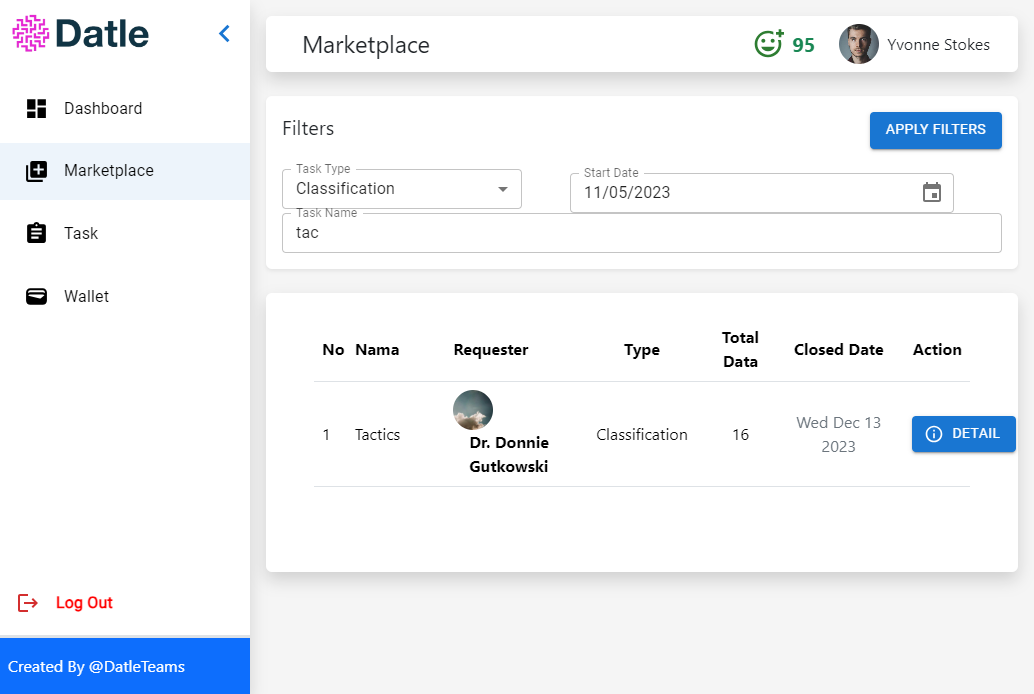 Datle
Dashboard
Marketplace
Task
Wallet
Log Out
Created By @DatleTeams
Marketplace
95
Yvonne Stokes
Filters
APPLY FILTERS
Task Type
Classification
Start Date
11/05/2023
Task Name
tac
No Nama Requester Type Total Data Closed Date Action
1 Tactics Dr. Donnie Gutkowski Classification 16 Wed Dec 13 2023 DETAIL